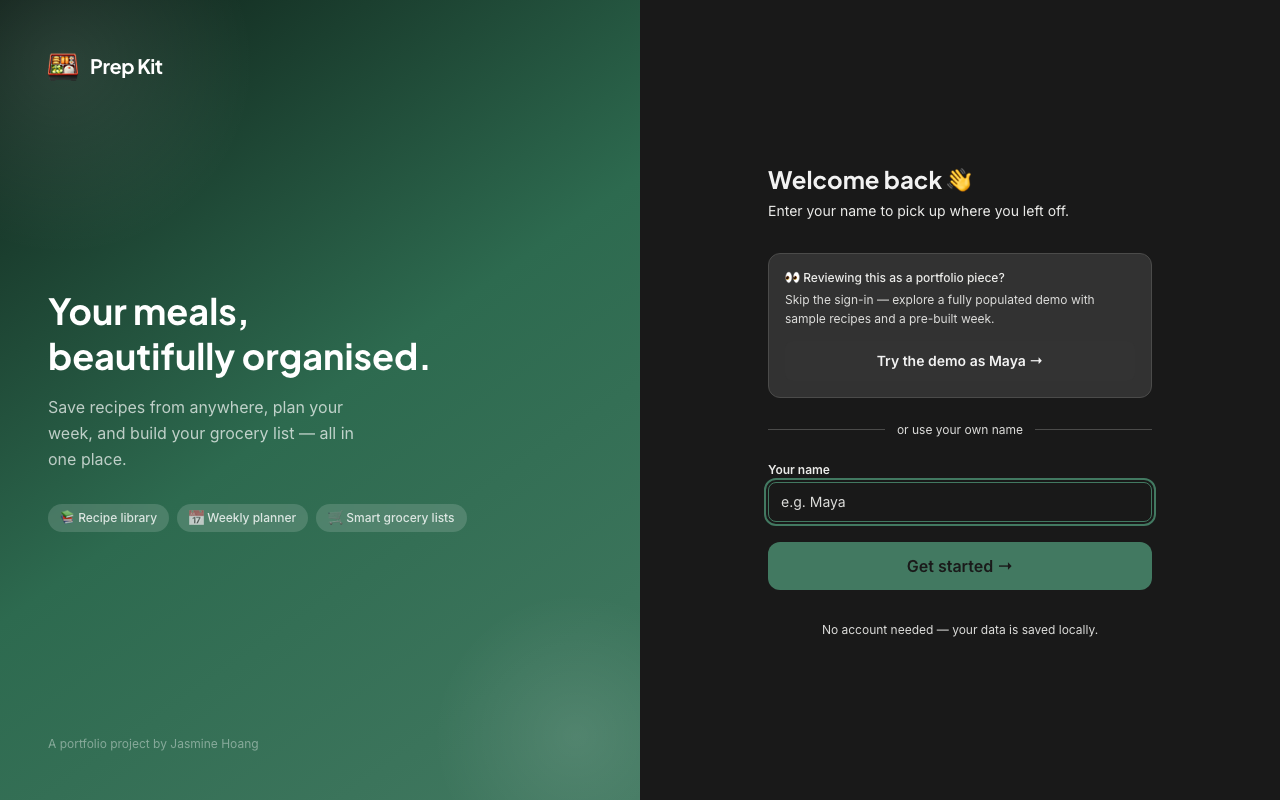 Prep Kit
Your meals,
beautifully organised.
Save recipes from anywhere, plan your
week, and build your grocery list — all in
one place.
📚 Recipe library
📅 Weekly planner
🛒 Smart grocery lists
A portfolio project by Jasmine Hoang
Welcome back 👋
Enter your name to pick up where you left off.
👀 Reviewing this as a portfolio piece?
Skip the sign-in — explore a fully populated demo with
sample recipes and a pre-built week.
Try the demo as Maya →
or use your own name
Your name
e.g. Maya
Get started →
No account needed — your data is saved locally.